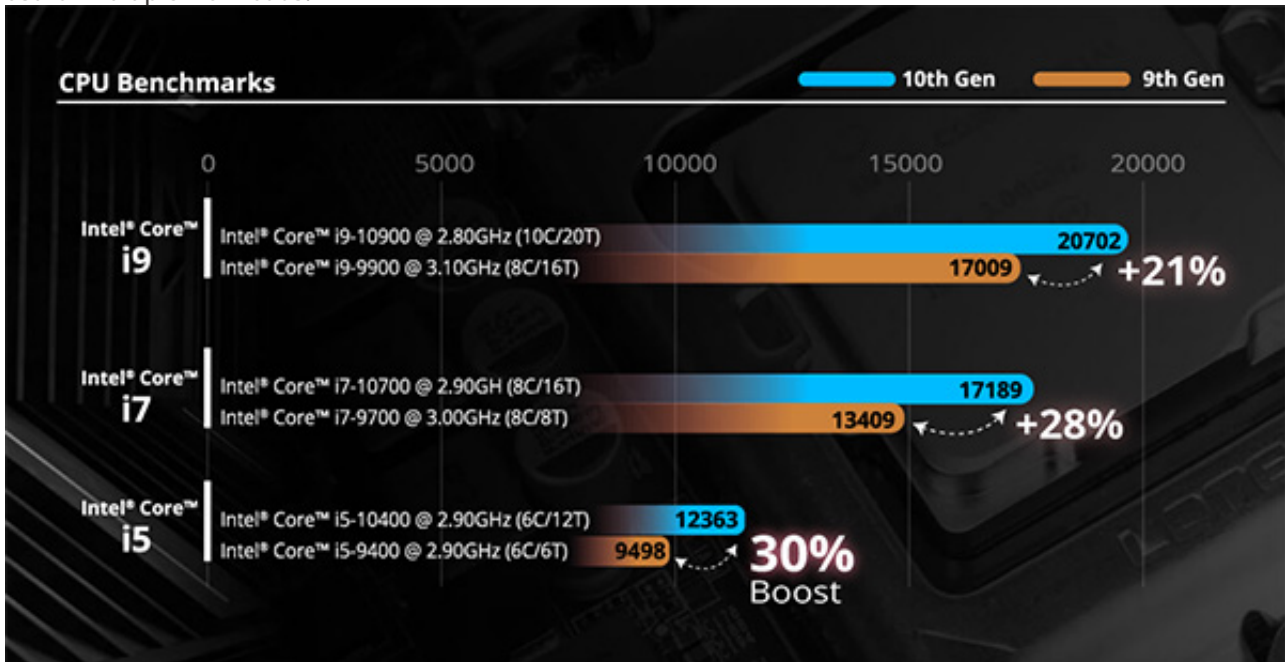 CPU Benchmarks 10th Gen 9th Gen
0 5000 10000 15000 20000
Intel® Core™
i9
Intel® Core™ i9-10900 @ 2.80GHz (10C/20T) 20702
Intel® Core™ i9-9900 @ 3.10GHz (8C/16T) 17009
+21%
Intel® Core™
i7
Intel® Core™ i7-10700 @ 2.90GH (8C/16T) 17189
Intel® Core™ i7-9700 @ 3.00GHz (8C/8T) 13409
+28%
Intel® Core™
i5
Intel® Core™ i5-10400 @ 2.90GHz (6C/12T) 12363
Intel® Core™ i5-9400 @ 2.90GHz (6C/6T) 9498
30%
Boost